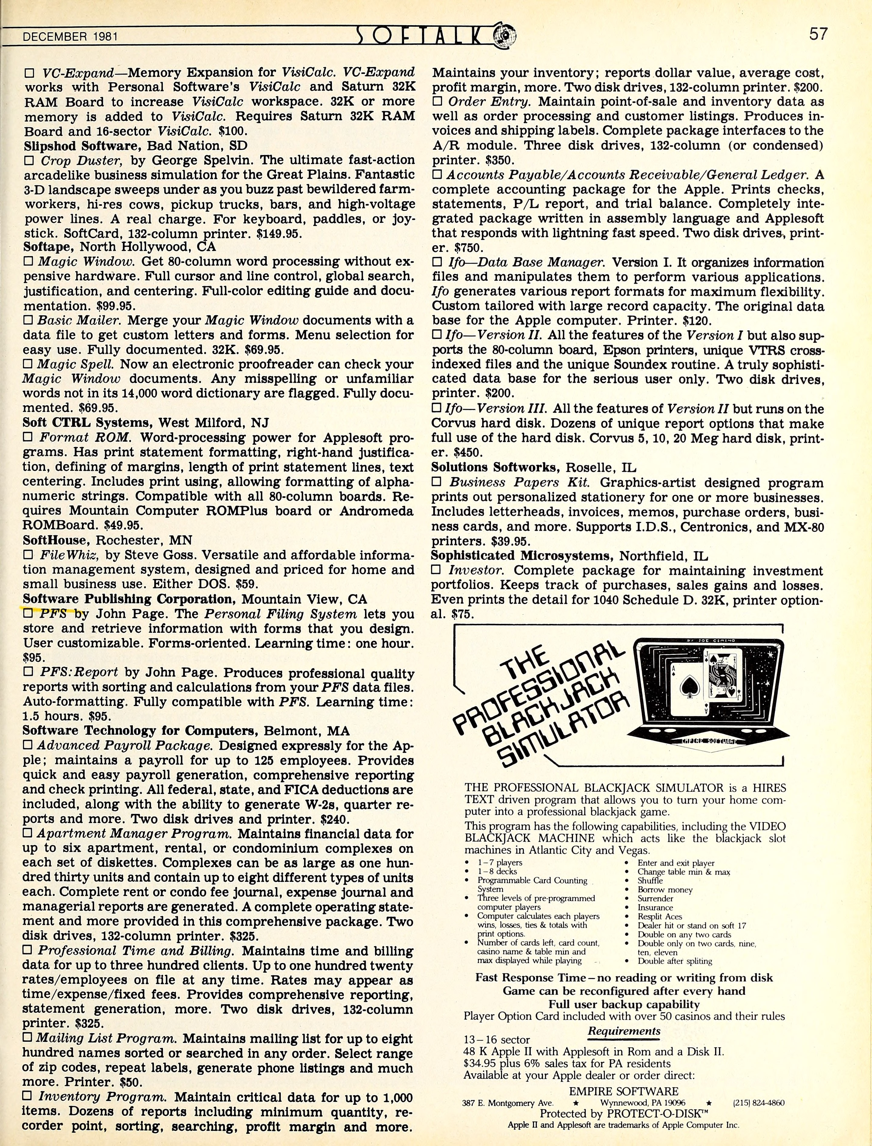 DECEMBER 1981
SOFTALK
57
☐ VC-Expand—Memory Expansion for VisiCalc. VC-Expand
works with Personal Software's VisiCalc and Saturn 32K
RAM Board to increase VisiCalc workspace. 32K or more
memory is added to VisiCalc. Requires Saturn 32K RAM
Board and 16-sector VisiCalc. $100.
Slipshod Software, Bad Nation, SD
☐ Crop Duster, by George Spelvin. The ultimate fast-action
arcadelike business simulation for the Great Plains. Fantastic
3-D landscape sweeps under as you buzz past bewildered farm-
workers, hi-res cows, pickup trucks, bars, and high-voltage
power lines. A real charge. For keyboard, paddles, or joy-
stick. SoftCard, 132-column printer. $149.95.
Softape, North Hollywood, CA
☐ Magic Window. Get 80-column word processing without ex-
pensive hardware. Full cursor and line control, global search,
justification, and centering. Full-color editing guide and docu-
mentation. $99.95.
☐ Basic Mailer. Merge your Magic Window documents with a
data file to get custom letters and forms. Menu selection for
easy use. Fully documented. 32K. $69.95.
☐ Magic Spell. Now an electronic proofreader can check your
Magic Window documents. Any misspelling or unfamiliar
words not in its 14,000 word dictionary are flagged. Fully docu-
mented. $69.95.
Soft CTRL Systems, West Milford, NJ
☐ Format ROM. Word-processing power for Applesoft pro-
grams. Has print statement formatting, right-hand justifica-
tion, defining of margins, length of print statement lines, text
centering. Includes print using, allowing formatting of alpha-
numeric strings. Compatible with all 80-column boards. Re-
quires Mountain Computer ROMPlus board or Andromeda
ROMBoard. $49.95.
SoftHouse, Rochester, MN
☐ FileWhiz, by Steve Goss. Versatile and affordable informa-
tion management system, designed and priced for home and
small business use. Either DOS. $59.
Software Publishing Corporation, Mountain View, CA
☐ PFS by John Page. The Personal Filing System lets you
store and retrieve information with forms that you design.
User customizable. Forms-oriented. Learning time: one hour.
$95.
☐ PFS:Report by John Page. Produces professional quality
reports with sorting and calculations from your PFS data files.
Auto-formatting. Fully compatible with PFS. Learning time:
1.5 hours. $95.
Software Technology for Computers, Belmont, MA
☐ Advanced Payroll Package. Designed expressly for the Ap-
ple; maintains a payroll for up to 125 employees. Provides
quick and easy payroll generation, comprehensive reporting
and check printing. All federal, state, and FICA deductions are
included, along with the ability to generate W-2s, quarter re-
ports and more. Two disk drives and printer. $240.
☐ Apartment Manager Program. Maintains financial data for
up to six apartment, rental, or condominium complexes on
each set of diskettes. Complexes can be as large as one hun-
dred thirty units and contain up to eight different types of units
each. Complete rent or condo fee journal, expense journal and
managerial reports are generated. A complete operating state-
ment and more provided in this comprehensive package. Two
disk drives, 132-column printer. $325.
☐ Professional Time and Billing. Maintains time and billing
data for up to three hundred clients. Up to one hundred twenty
rates/employees on file at any time. Rates may appear as
time/expense/fixed fees. Provides comprehensive reporting,
statement generation, more. Two disk drives, 132-column
printer. $325.
☐ Mailing List Program. Maintains mailing list for up to eight
hundred names sorted or searched in any order. Select range
of zip codes, repeat labels, generate phone listings and much
more. Printer. $50.
☐ Inventory Program. Maintain critical data for up to 1,000
items. Dozens of reports including minimum quantity, re-
corder point, sorting, searching, profit margin and more.
Maintains your inventory; reports dollar value, average cost,
profit margin, more. Two disk drives, 132-column printer. $200.
☐ Order Entry. Maintain point-of-sale and inventory data as
well as order processing and customer listings. Produces in-
voices and shipping labels. Complete package interfaces to the
A/R module. Three disk drives, 132-column (or condensed)
printer. $350.
☐ Accounts Payable/Accounts Receivable/General Ledger. A
complete accounting package for the Apple. Prints checks,
statements, P/L report, and trial balance. Completely inte-
grated package written in assembly language and Applesoft
that responds with lightning fast speed. Two disk drives, print-
er. $750.
☐ Ifo—Data Base Manager. Version I. It organizes information
files and manipulates them to perform various applications.
Ifo generates various report formats for maximum flexibility.
Custom tailored with large record capacity. The original data
base for the Apple computer. Printer. $120.
☐ Ifo—Version II. All the features of the Version I but also sup-
ports the 80-column board, Epson printers, unique VTRS cross-
indexed files and the unique Soundex routine. A truly sophisti-
cated data base for the serious user only. Two disk drives,
printer. $200.
☐ Ifo—Version III. All the features of Version II but runs on the
Corvus hard disk. Dozens of unique report options that make
full use of the hard disk. Corvus 5, 10, 20 Meg hard disk, print-
er. $450.
Solutions Softworks, Roselle, IL
☐ Business Papers Kit. Graphics-artist designed program
prints out personalized stationery for one or more businesses.
Includes letterheads, invoices, memos, purchase orders, busi-
ness cards, and more. Supports I.D.S., Centronics, and MX-80
printers. $39.95.
Sophisticated Microsystems, Northfield, IL
☐ Investor. Complete package for maintaining investment
portfolios. Keeps track of purchases, sales gains and losses.
Even prints the detail for 1040 Schedule D. 32K, printer option-
al. $75.
THE
PROFESSIONAL
BLACKJACK
SIMULATOR
BY JOE GEMINO
EMPIRE SOFTWARE
THE PROFESSIONAL BLACKJACK SIMULATOR is a HIRES
TEXT driven program that allows you to turn your home com-
puter into a professional blackjack game.
This program has the following capabilities, including the VIDEO
BLACKJACK MACHINE which acts like the blackjack slot
machines in Atlantic City and Vegas.
• 1–7 players
• 1–8 decks
• Programmable Card Counting
System
• Three levels of pre-programmed
computer players
• Computer calculates each players
wins, losses, ties & totals with
print options.
• Number of cards left, card count,
casino name & table min and
max displayed while playing
• Enter and exit player
• Change table min & max
• Shuffle
• Borrow money
• Surrender
• Insurance
• Resplit Aces
• Dealer hit or stand on soft 17
• Double on any two cards
• Double only on two cards, nine,
ten, eleven
• Double after spliting
Fast Response Time – no reading or writing from disk
Game can be reconfigured after every hand
Full user backup capability
Player Option Card included with over 50 casinos and their rules
Requirements
13–16 sector
48 K Apple II with Applesoft in Rom and a Disk II.
$34.95 plus 6% sales tax for PA residents
Available at your Apple dealer or order direct:
EMPIRE SOFTWARE
387 E. Montgomery Ave. ★ Wynnewood, PA 19096 ★ (215) 824-4860
Protected by PROTECT-O-DISK™
Apple II and Applesoft are trademarks of Apple Computer Inc.